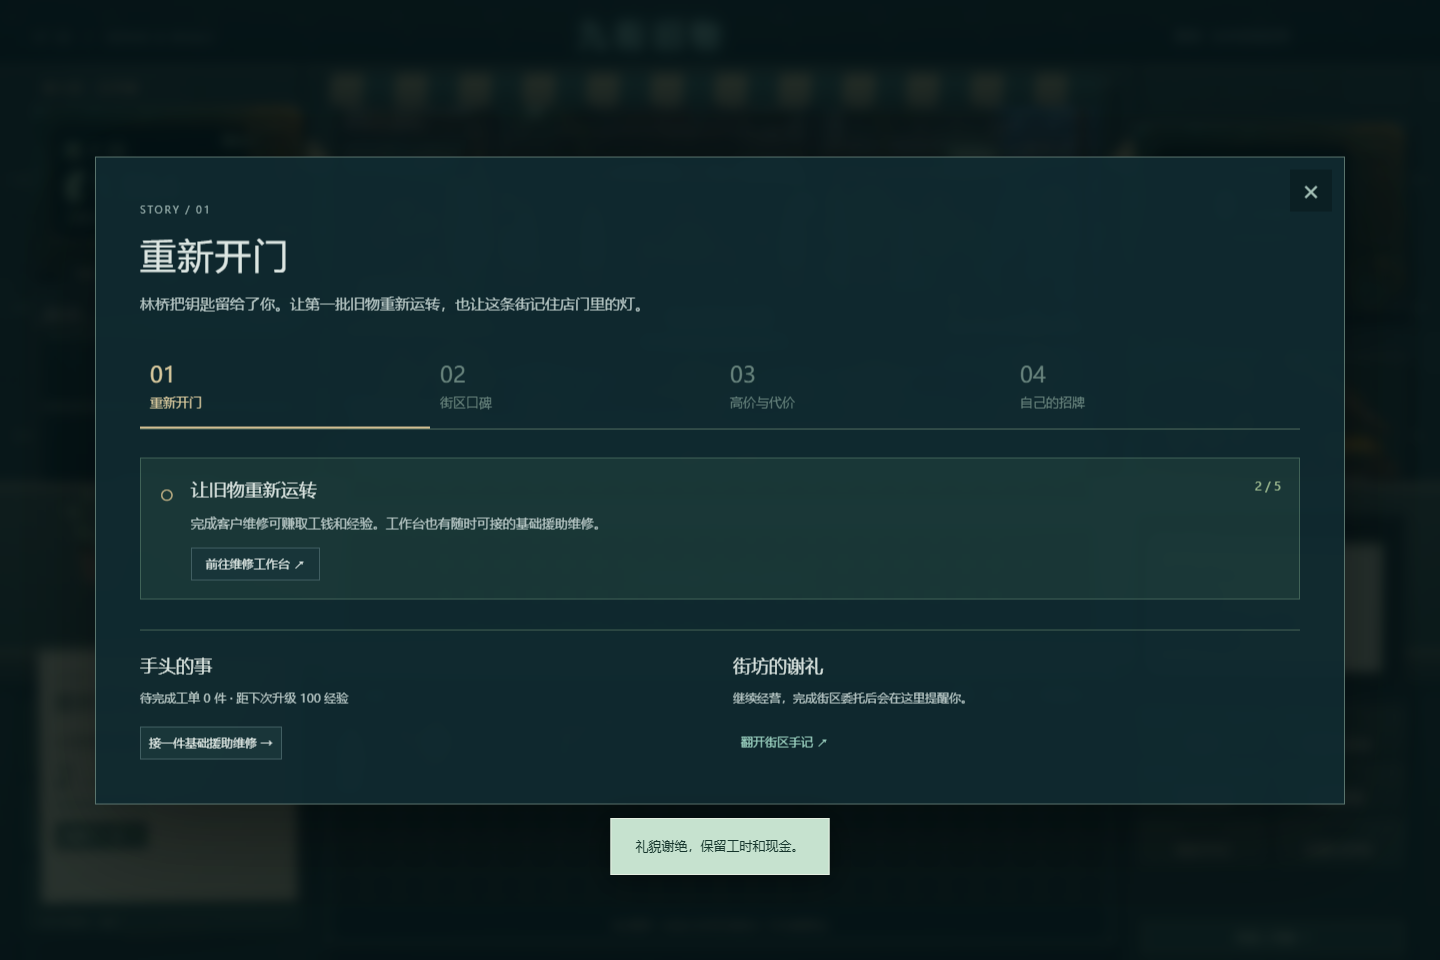 STORY / 01
重新开门
林桥把钥匙留给了你。让第一批旧物重新运转，也让这条街记住店门里的灯。
01
重新开门
02
街区口碑
03
高价与代价
04
自己的招牌
让旧物重新运转
2 / 5
完成客户维修可赚取工钱和经验。工作台也有随时可接的基础援助维修。
前往维修工作台 ↗
手头的事
待完成工单 0 件 · 距下次升级 100 经验
接一件基础援助维修 →
街坊的谢礼
继续经营，完成街区委托后会在这里提醒你。
翻开街区手记 ↗
礼貌谢绝，保留工时和现金。